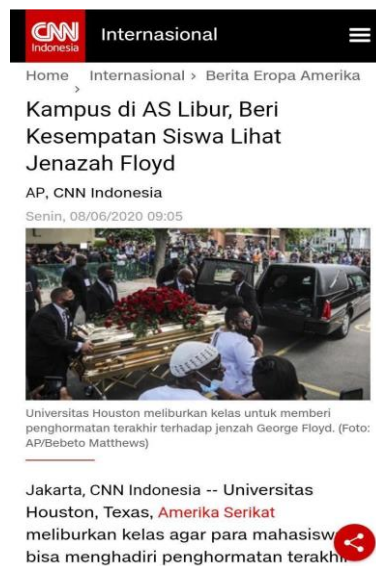 CNN
Indonesia
Internasional
Home Internasional › Berita Eropa Amerika
›
Kampus di AS Libur, Beri
Kesempatan Siswa Lihat
Jenazah Floyd
AP, CNN Indonesia
Senin, 08/06/2020 09:05
Universitas Houston meliburkan kelas untuk memberi
penghormatan terakhir terhadap jenzah George Floyd. (Foto:
AP/Bebeto Matthews)
Jakarta, CNN Indonesia -- Universitas
Houston, Texas, Amerika Serikat
meliburkan kelas agar para mahasisw
bisa menghadiri penghormatan terakhi